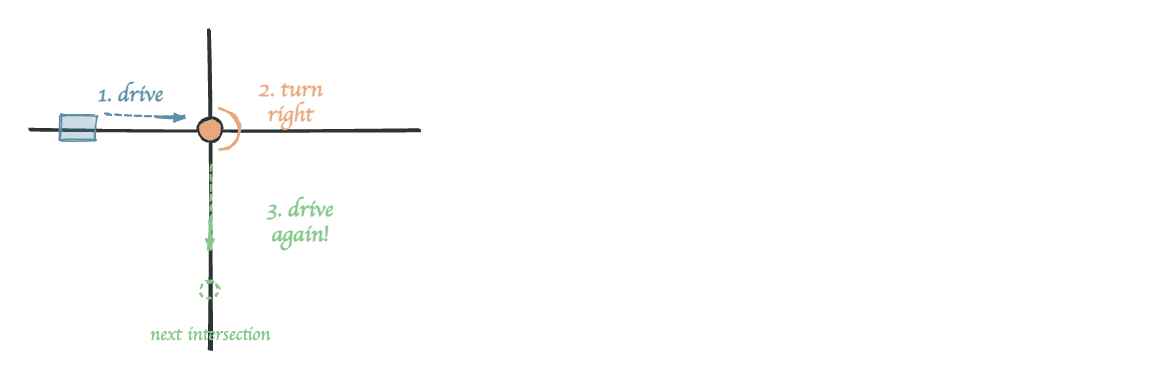 1. drive
2. turn
right
3. drive
again!
next intersection